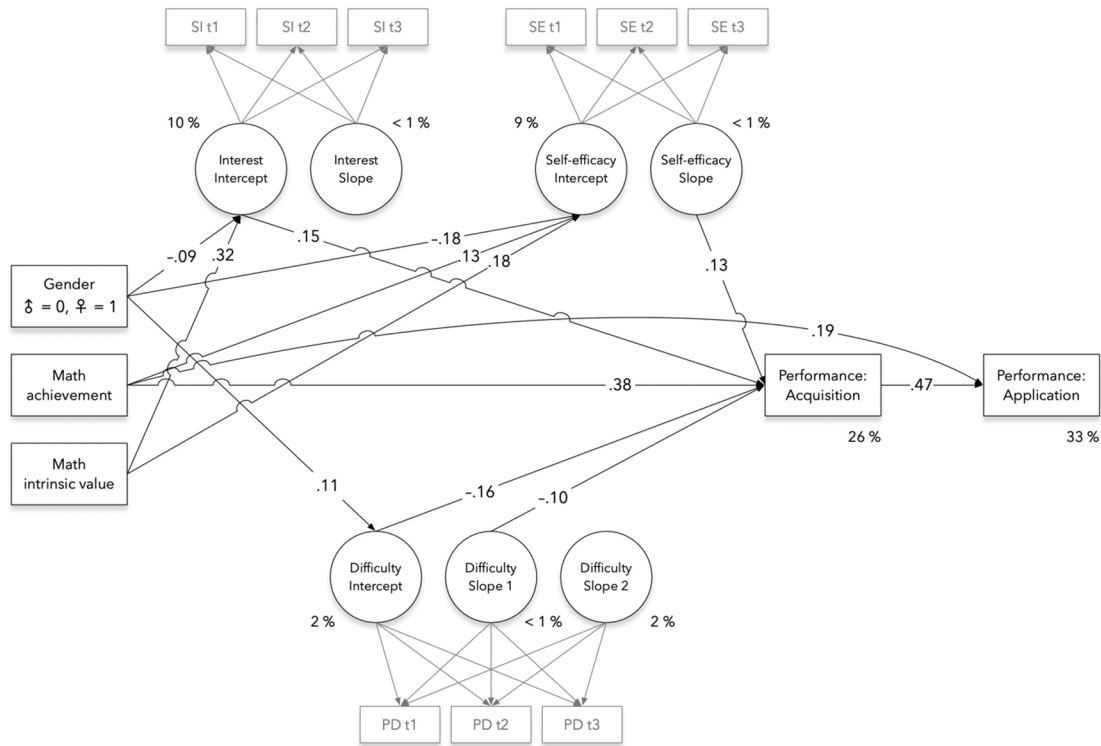 SI t1
SI t2
SI t3
SE t1
SE t2
SE t3
10 %
< 1 %
9 %
< 1 %
Interest
Intercept
Interest
Slope
Self-efficacy
Intercept
Self-efficacy
Slope
–.09
.32
.15
–.18
.13
.18
.13
Gender
♂ = 0, ♀ = 1
.19
Math
achievement
.38
Performance:
Acquisition
.47
Performance:
Application
26 %
33 %
Math
intrinsic value
.11
–.16
–.10
Difficulty
Intercept
Difficulty
Slope 1
Difficulty
Slope 2
2 %
< 1 %
2 %
PD t1
PD t2
PD t3